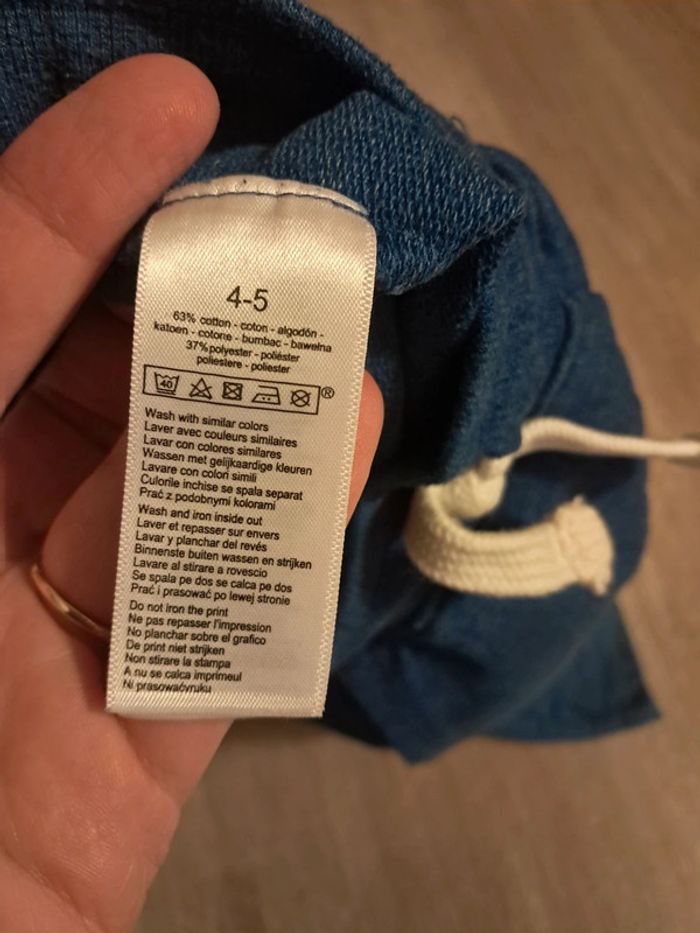 4-5
63% cotton - coton - algodón -
katoen - cotone - bumbac - bawełna
37%polyester - poliéster
poliestere - poliester
40 ®
Wash with similar colors
Laver avec couleurs similaires
Lavar con colores similares
Wassen met gelijkaardige kleuren
Lavare con colori simili
Culorile inchise se spala separat
Prać z podobnymi kolorami
Wash and iron inside out
Laver et repasser sur envers
Lavar y planchar del revés
Binnenste buiten wassen en strijken
Lavare al stirare a rovescio
Se spala pe dos se calca pe dos
Prać i prasować po lewej stronie
Do not iron the print
Ne pas repasser l'impression
No planchar sobre el grafico
De print niet strijken
Non stirare la stampa
A nu se calca imprimeul
Ni prasowaćvruku